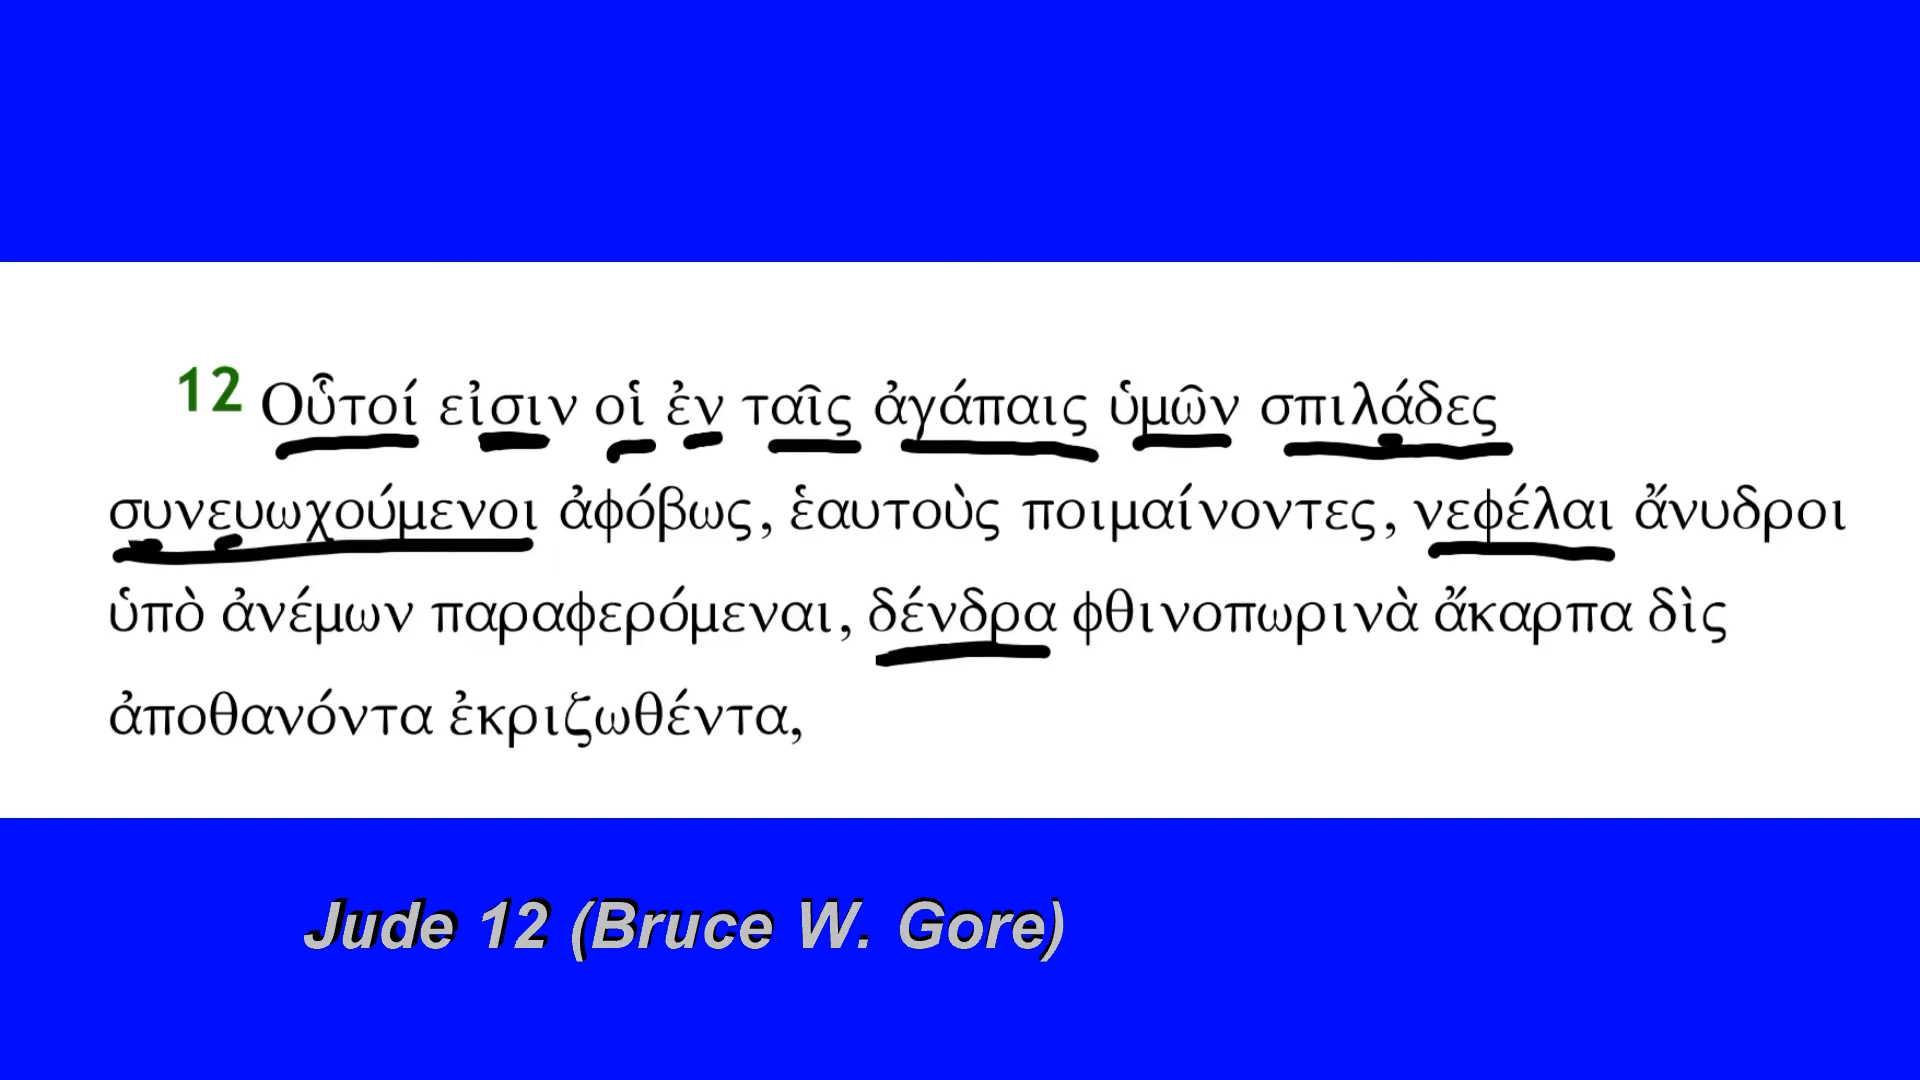 12 Οὗτοί εἰσιν οἱ ἐν ταῖς ἀγάπαις ὑμῶν σπιλάδες
συνευωχούμενοι ἀφόβως, ἑαυτοὺς ποιμαίνοντες, νεφέλαι ἄνυδροι
ὑπὸ ἀνέμων παραφερόμεναι, δένδρα φθινοπωρινὰ ἄκαρπα δὶς
ἀποθανόντα ἐκριζωθέντα,
Jude 12 (Bruce W. Gore)